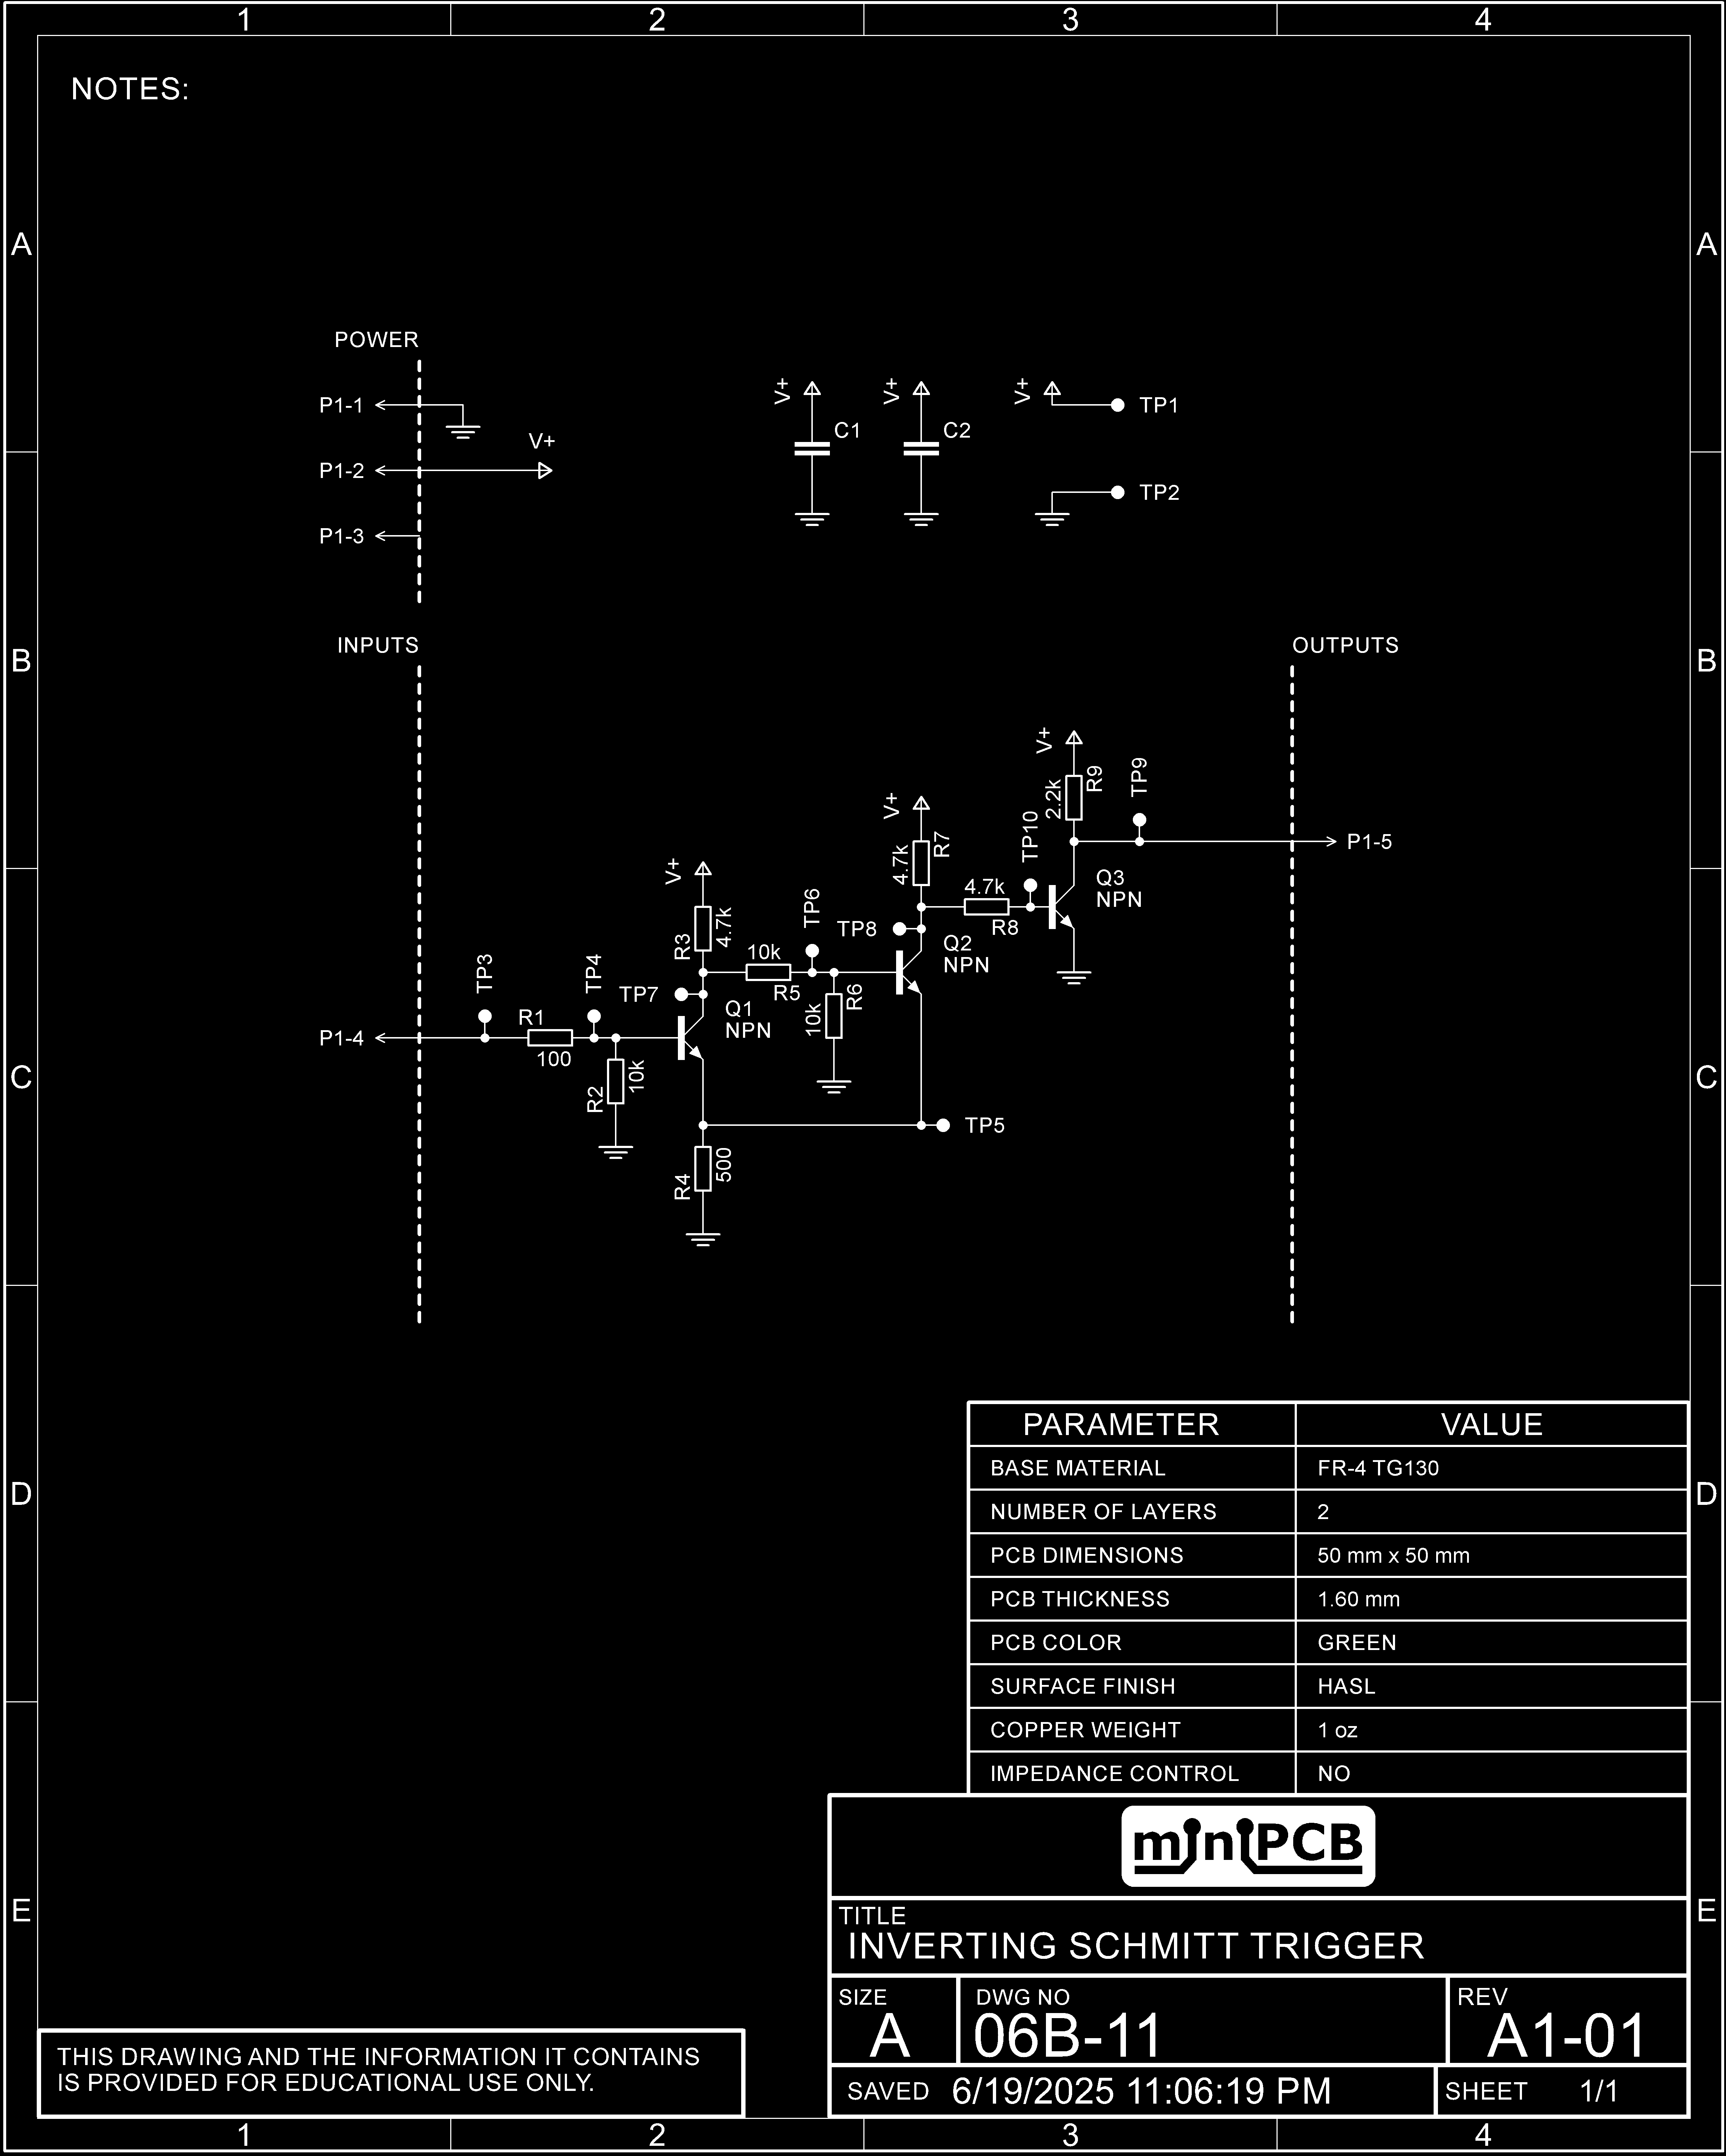 1 2 3 4
NOTES:
A A
POWER
P1-1
V+
P1-2
P1-3
V+ C1
V+ C2
V+ TP1
TP2
INPUTS
OUTPUTS
B B
V+
2.2k R9
TP9
P1-5
V+
4.7k R7
TP10
Q3
NPN
4.7k
R8
V+
R3 4.7k
TP6
TP8
Q2
NPN
10k
R5
TP3
TP4
TP7
10k R6
Q1
NPN
P1-4
R1
100
R2 10k
C C
TP5
R4 500
PARAMETER VALUE
BASE MATERIAL FR-4 TG130
D D
NUMBER OF LAYERS 2
PCB DIMENSIONS 50 mm x 50 mm
PCB THICKNESS 1.60 mm
PCB COLOR GREEN
SURFACE FINISH HASL
COPPER WEIGHT 1 oz
IMPEDANCE CONTROL NO
miniPCB
E E
TITLE
INVERTING SCHMITT TRIGGER
SIZE DWG NO REV
A 06B-11 A1-01
THIS DRAWING AND THE INFORMATION IT CONTAINS
IS PROVIDED FOR EDUCATIONAL USE ONLY.
SAVED 6/19/2025 11:06:19 PM SHEET 1/1
1 2 3 4